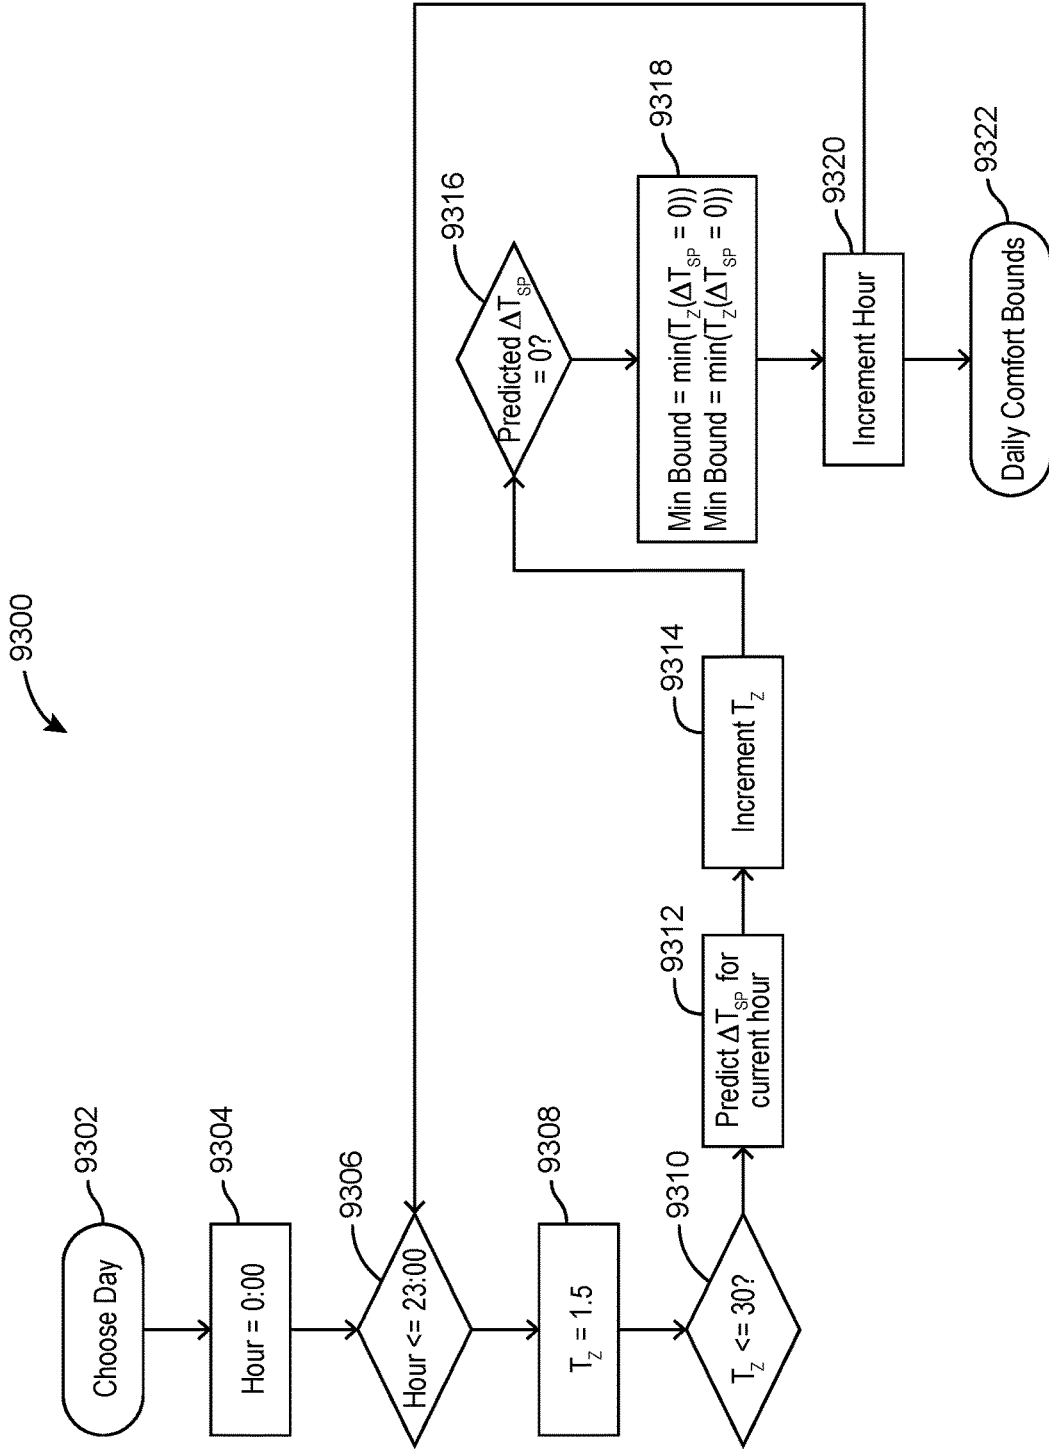 9300
Choose Day
9302
Hour = 0:00
9304
Hour <= 23:00
9306
T_Z = 1.5
9308
T_Z <= 30?
9310
Predict ΔT_SP for
current hour
9312
Increment T_Z
9314
Predicted ΔT_SP
= 0?
9316
Min Bound = min(T_Z(ΔT_SP = 0))
Min Bound = min(T_Z(ΔT_SP = 0))
9318
Increment Hour
9320
Daily Comfort Bounds
9322